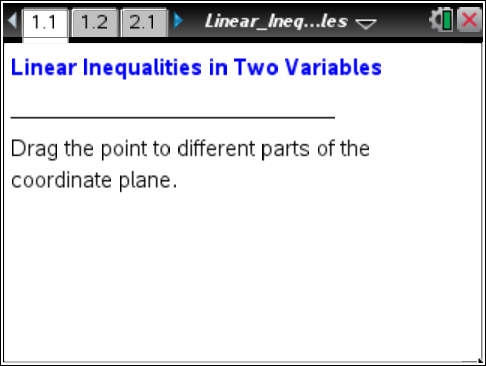 1.1 1.2 2.1 Linear_Ineq...les
Linear Inequalities in Two Variables
Drag the point to different parts of the
coordinate plane.